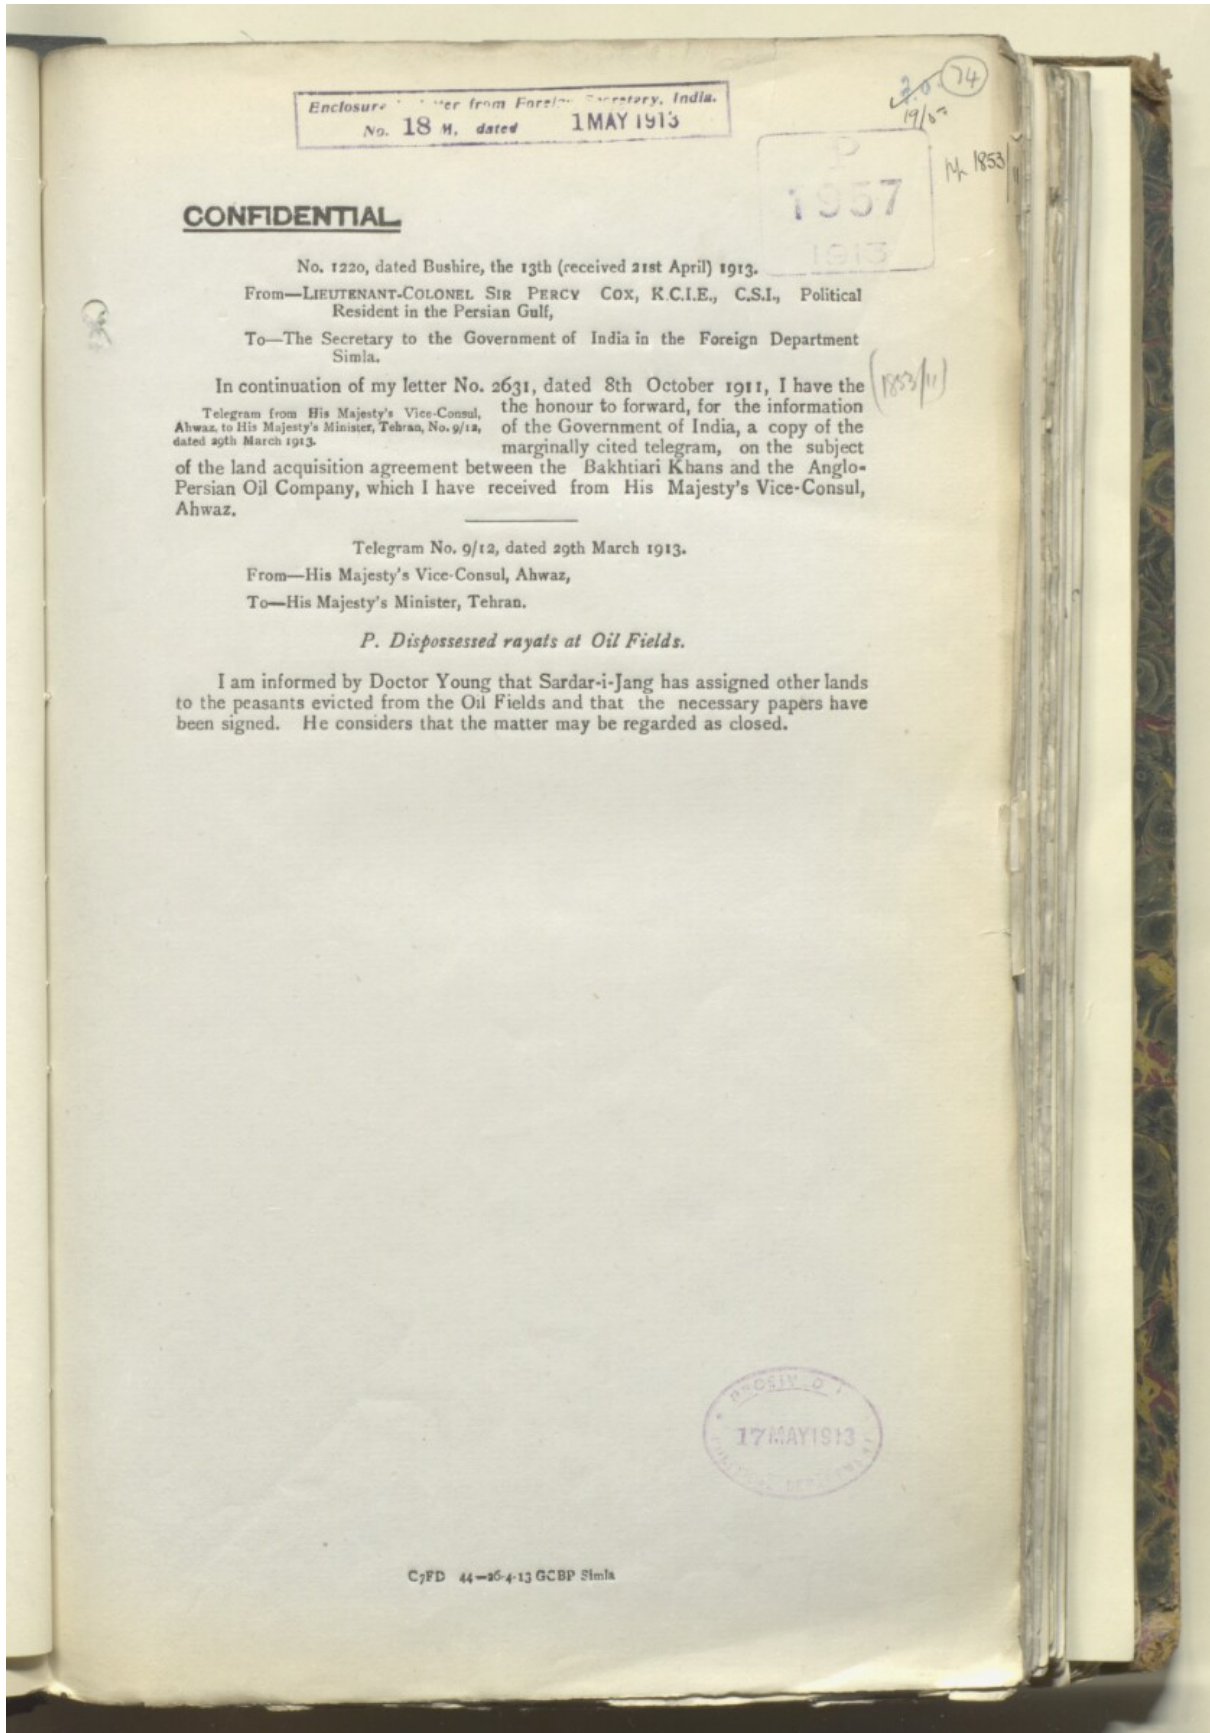 74
19/5
Enclosure from Foreign Secretary, India.
No. 18 M, dated 1 MAY 1913
P
1957
1913
1853/11
CONFIDENTIAL
No. 1220, dated Bushire, the 13th (received 21st April) 1913.
From—LIEUTENANT-COLONEL SIR PERCY COX, K.C.I.E., C.S.I., Political
Resident in the Persian Gulf,
To—The Secretary to the Government of India in the Foreign Department
Simla.
In continuation of my letter No. 2631, dated 8th October 1911, I have the
(1853/11)
Telegram from His Majesty's Vice-Consul,
Ahwaz, to His Majesty's Minister, Tehran, No. 9/12,
dated 29th March 1913.
the honour to forward, for the information
of the Government of India, a copy of the
marginally cited telegram, on the subject
of the land acquisition agreement between the Bakhtiari Khans and the Anglo-
Persian Oil Company, which I have received from His Majesty's Vice-Consul,
Ahwaz.
Telegram No. 9/12, dated 29th March 1913.
From—His Majesty's Vice-Consul, Ahwaz,
To—His Majesty's Minister, Tehran.
P. Dispossessed rayats at Oil Fields.
I am informed by Doctor Young that Sardar-i-Jang has assigned other lands
to the peasants evicted from the Oil Fields and that the necessary papers have
been signed. He considers that the matter may be regarded as closed.
RECEIVED
17 MAY 1913
C7FD 44—26-4-13 GCBP Simla